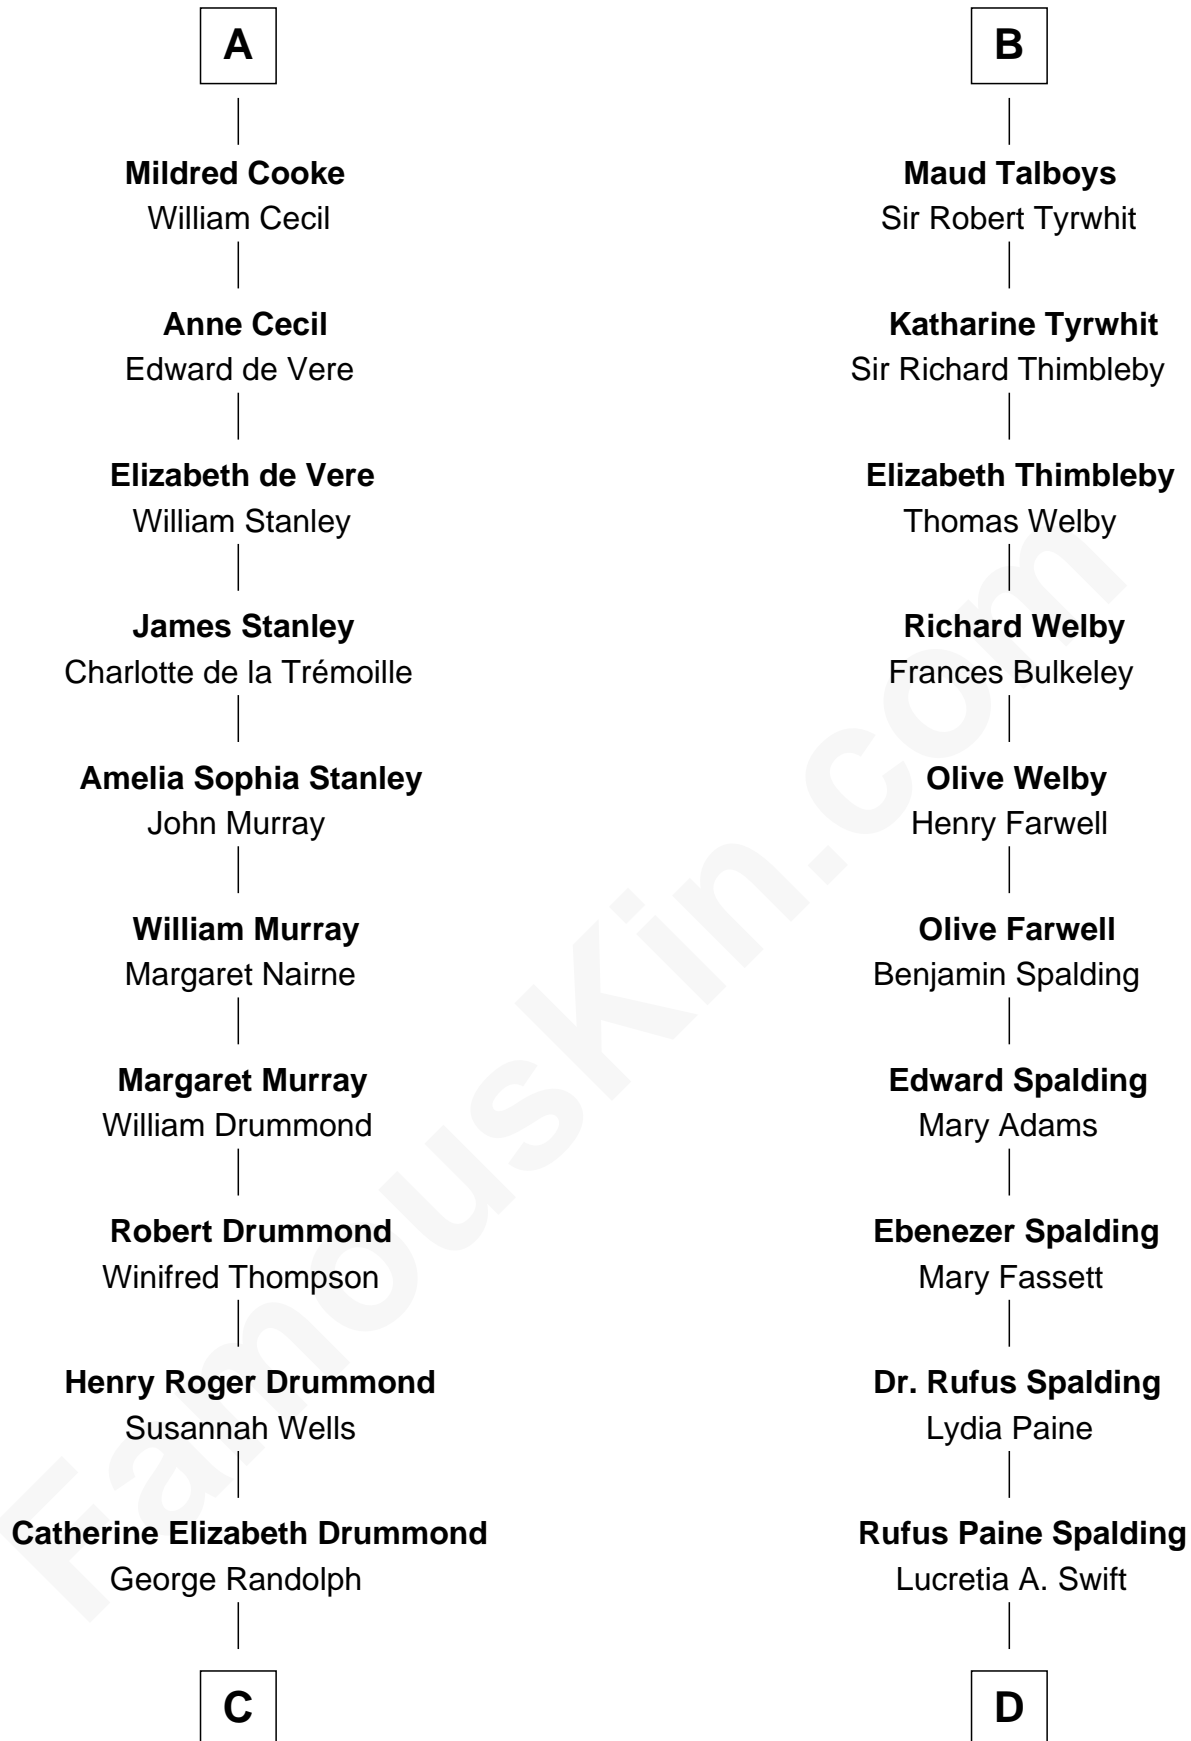 A
Mildred Cooke
William Cecil
Anne Cecil
Edward de Vere
Elizabeth de Vere
William Stanley
James Stanley
Charlotte de la Trémoille
Amelia Sophia Stanley
John Murray
William Murray
Margaret Nairne
Margaret Murray
William Drummond
Robert Drummond
Winifred Thompson
Henry Roger Drummond
Susannah Wells
Catherine Elizabeth Drummond
George Randolph
C
B
Maud Talboys
Sir Robert Tyrwhit
Katharine Tyrwhit
Sir Richard Thimbleby
Elizabeth Thimbleby
Thomas Welby
Richard Welby
Frances Bulkeley
Olive Welby
Henry Farwell
Olive Farwell
Benjamin Spalding
Edward Spalding
Mary Adams
Ebenezer Spalding
Mary Fassett
Dr. Rufus Spalding
Lydia Paine
Rufus Paine Spalding
Lucretia A. Swift
D
FamousKin.com